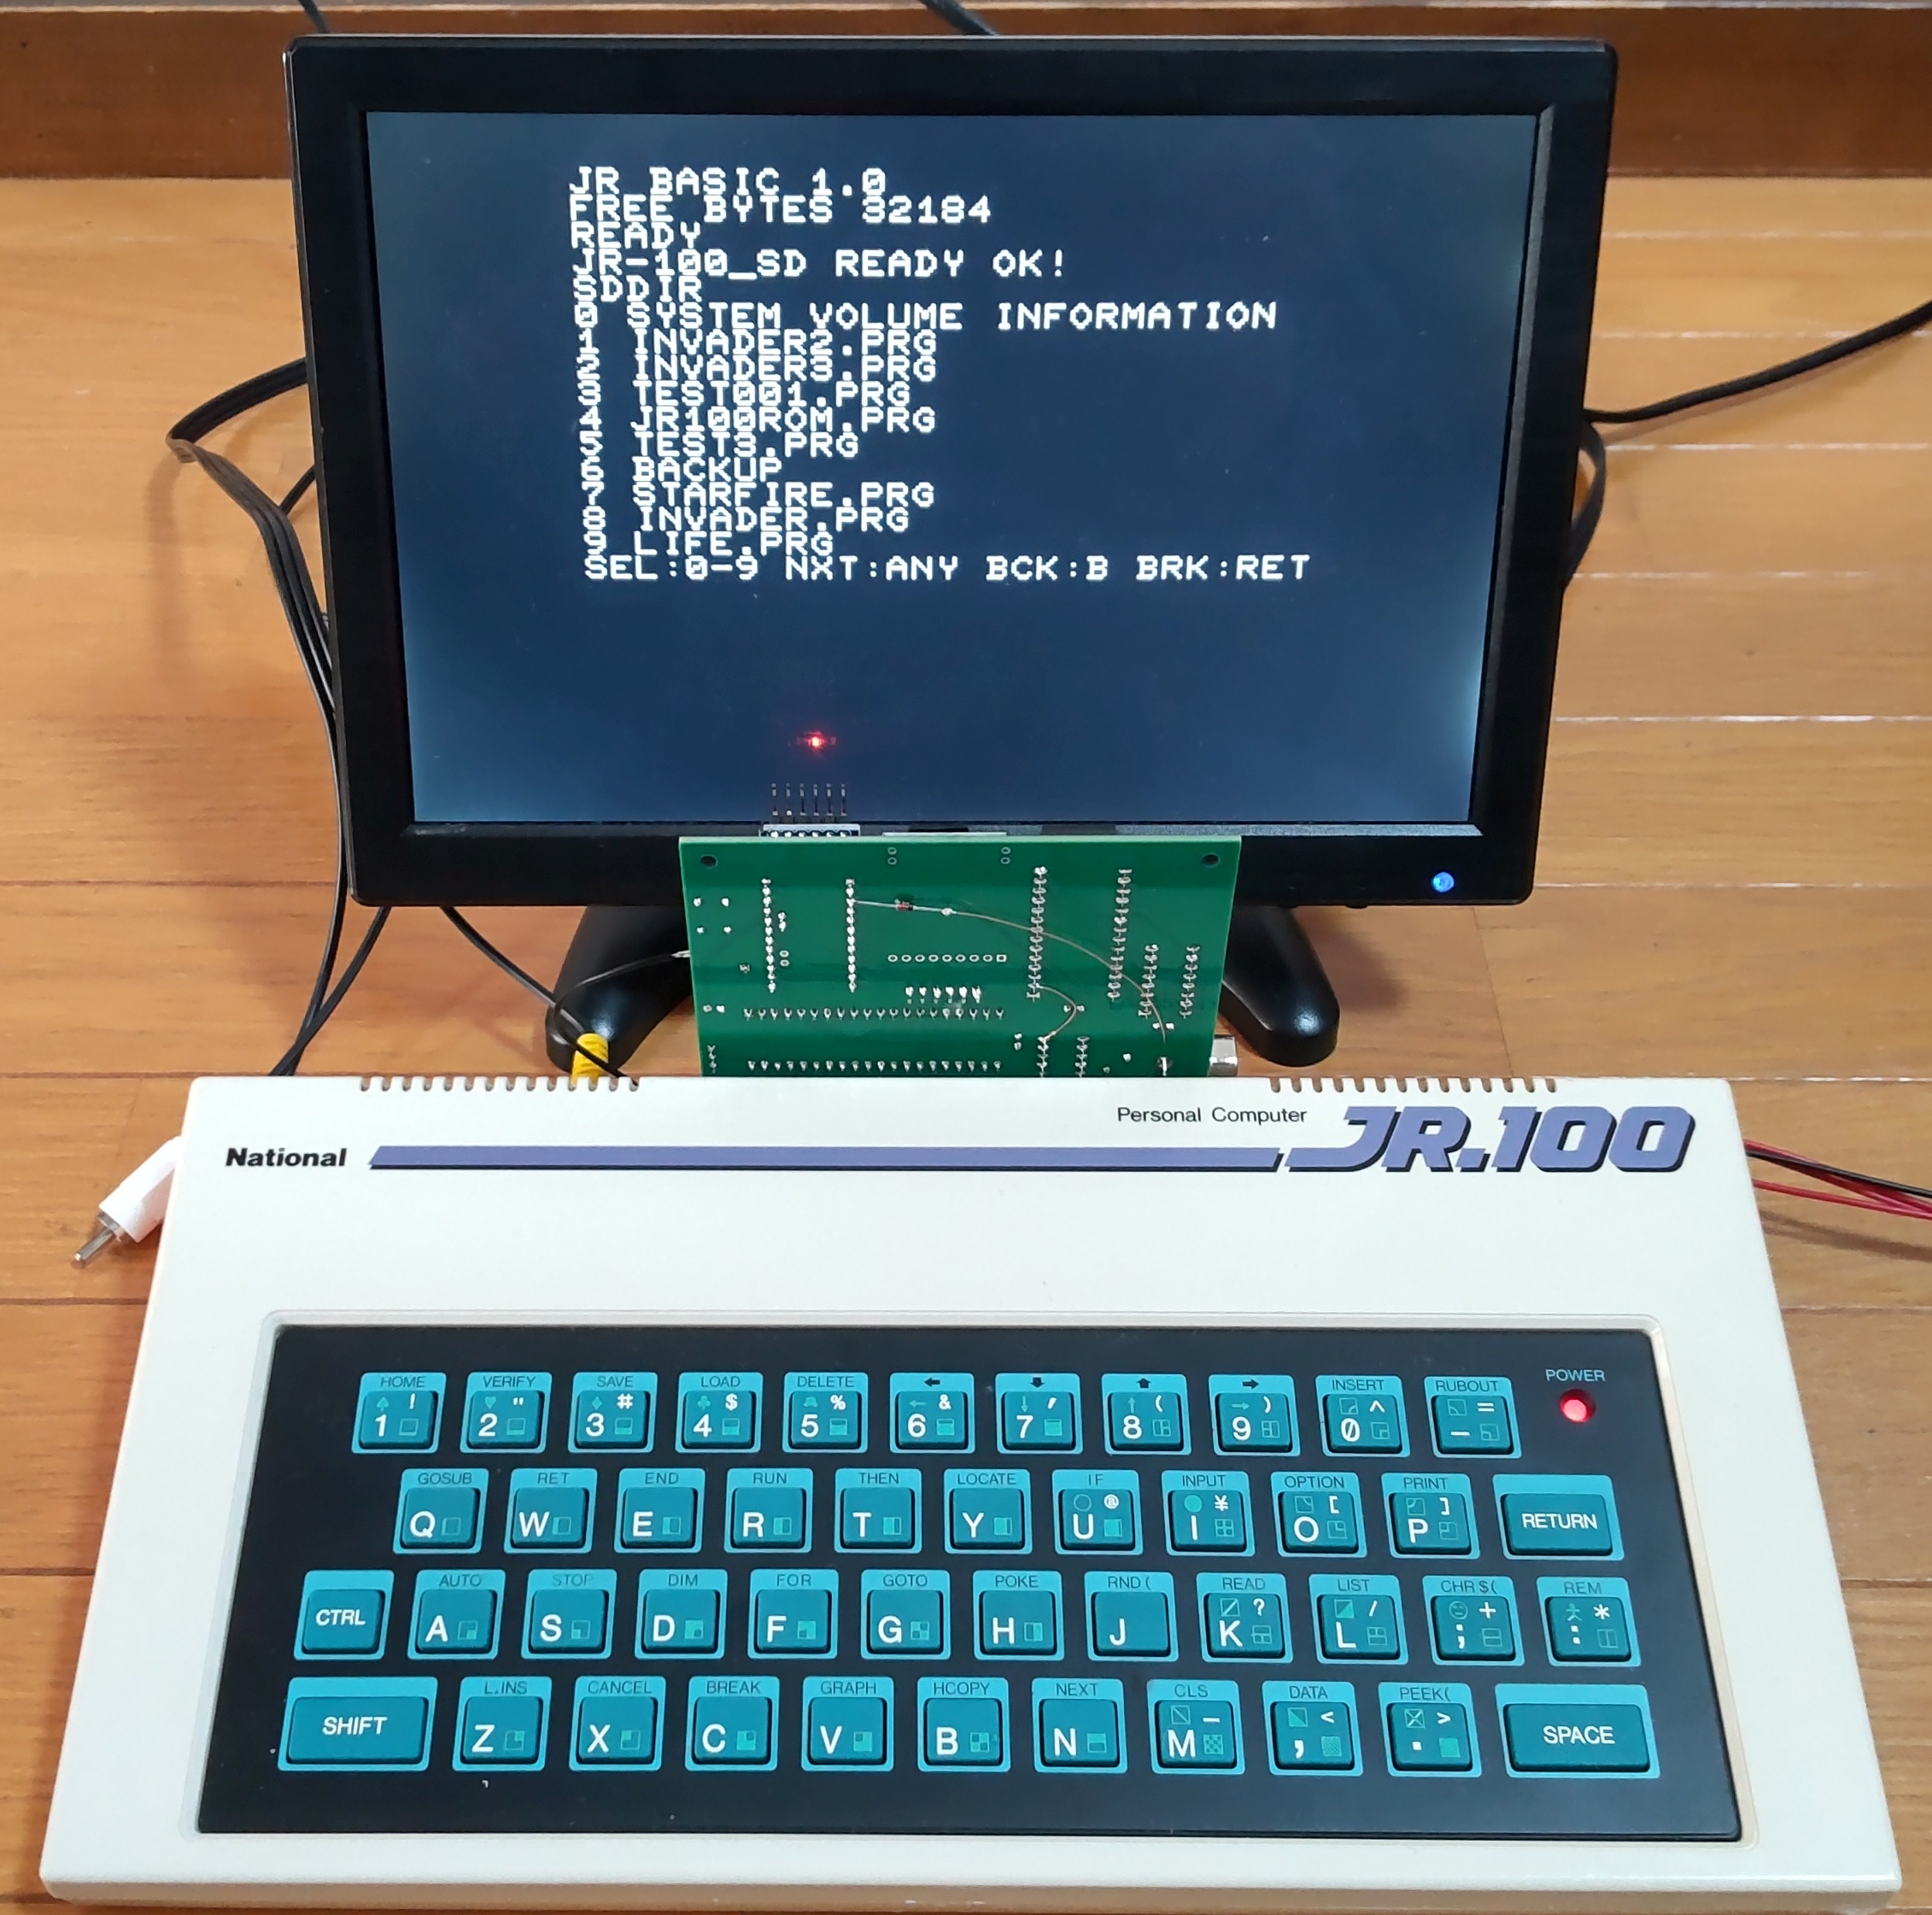 JR BASIC 1.0
FREE BYTES 32184
READY
JR-100_SD READY OK!
SDDIR
0 SYSTEM VOLUME INFORMATION
1 INVADER2.PRG
2 INVADER3.PRG
3 TEST001.PRG
4 JR100ROM.PRG
5 TEST3.PRG
6 BACKUP
7 STARFIRE.PRG
8 INVADER.PRG
9 LIFE.PRG
SEL:0-9 NXT:ANY BCK:B BRK:RET
Personal Computer JR.100
National
POWER
HOME VERIFY SAVE LOAD DELETE ← ↓ ↑ → INSERT RUBOUT
♠ ! ♥ " ♦ # ♣ $ % ← & ↓ ' ↑ ( → ) ^ =
1 2 3 4 5 6 7 8 9 0 -
GOSUB RET END RUN THEN LOCATE IF INPUT OPTION PRINT
@ ¥ [ ]
Q W E R T Y U I O P RETURN
AUTO STOP DIM FOR GOTO POKE RND( READ LIST CHR$( REM
? / + *
CTRL A S D F G H J K L ; :
L.INS CANCEL BREAK GRAPH HCOPY NEXT CLS DATA PEEK(
_ < >
SHIFT Z X C V B N M , . SPACE